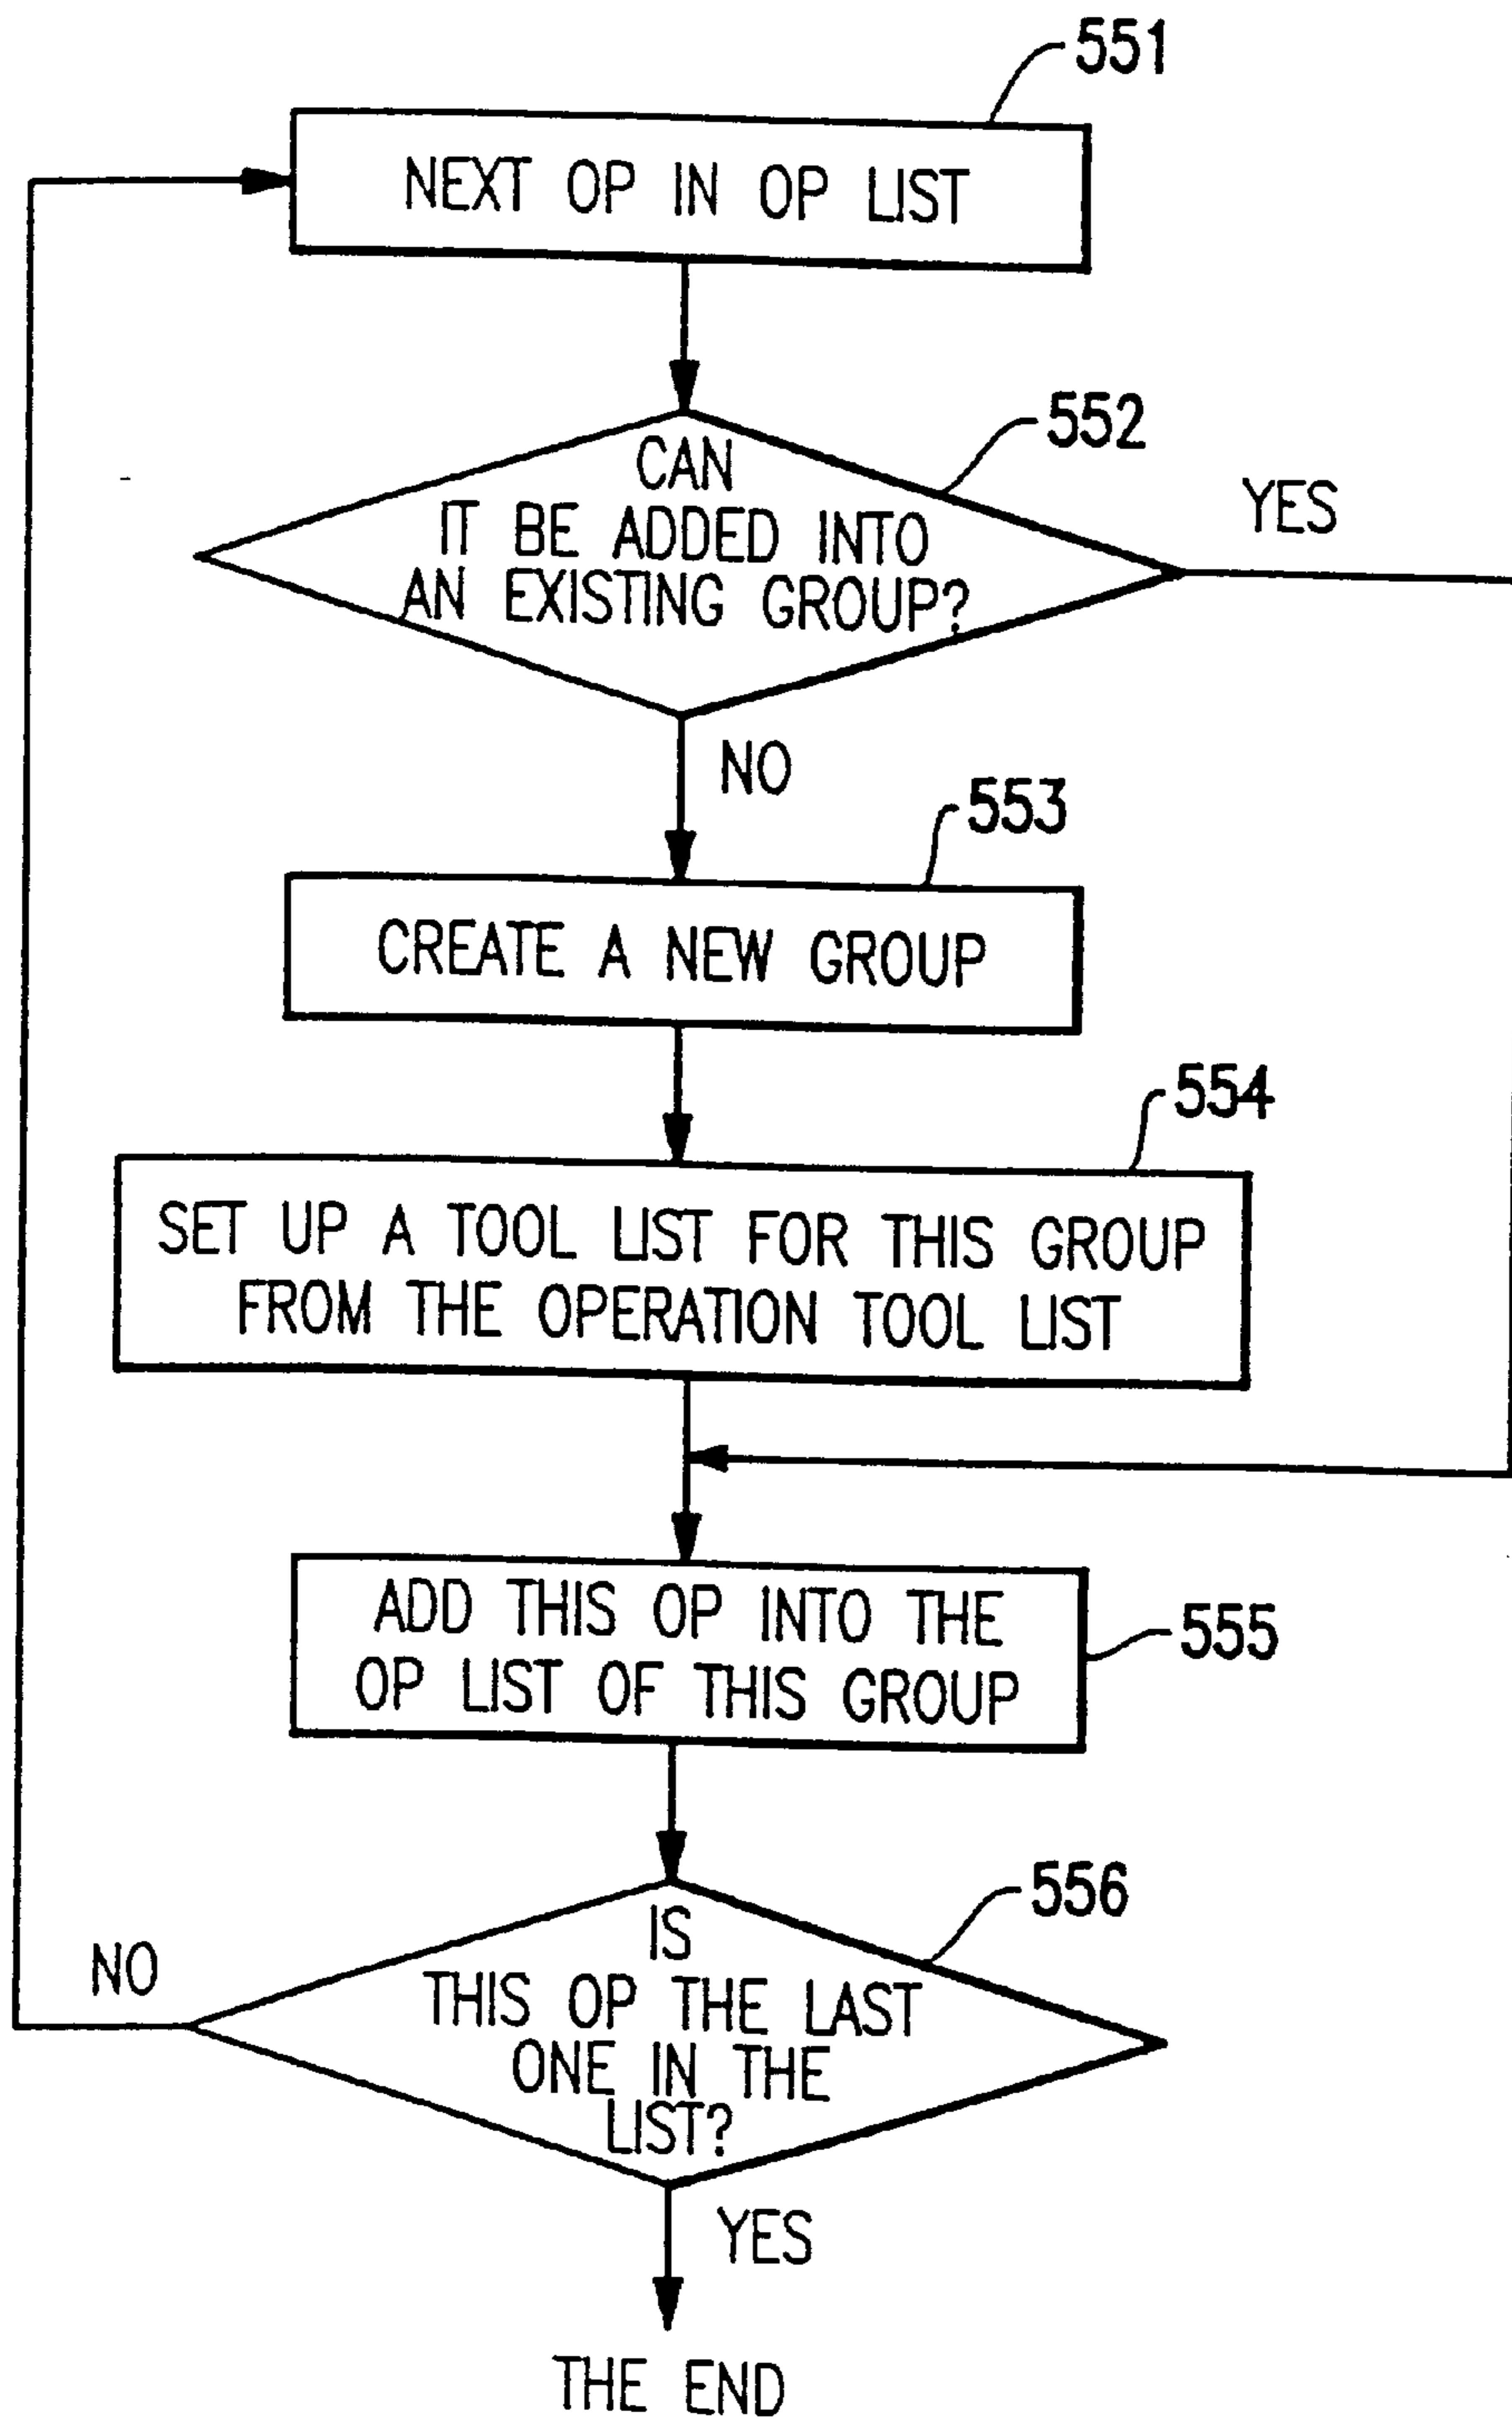 551
NEXT OP IN OP LIST
552
CAN
IT BE ADDED INTO
AN EXISTING GROUP?
YES
NO
553
CREATE A NEW GROUP
554
SET UP A TOOL LIST FOR THIS GROUP
FROM THE OPERATION TOOL LIST
ADD THIS OP INTO THE
OP LIST OF THIS GROUP
555
556
IS
THIS OP THE LAST
ONE IN THE
LIST?
NO
YES
THE END